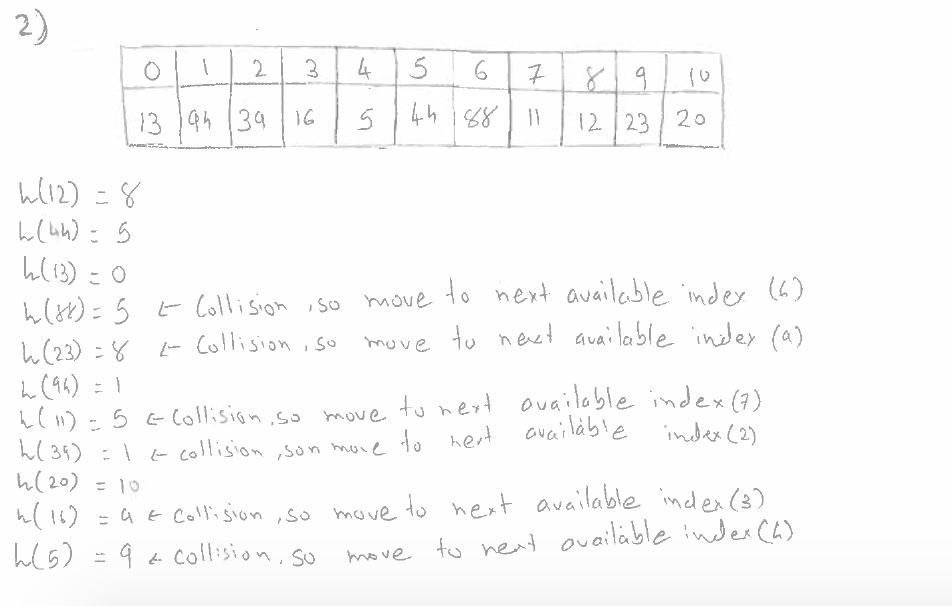 2)
0 1 2 3 4 5 6 7 8 9 10
13 94 39 16 5 44 88 11 12 23 20
h(12) = 8
h(44) = 5
h(13) = 0
h(88) = 5 ← Collision, so move to next available index (6)
h(23) = 8 ← Collision, so move to next available index (9)
h(94) = 1
h(11) = 5 ← Collision, so move to next available index (7)
h(39) = 1 ← collision, son move to next available index (2)
h(20) = 10
h(16) = 9 ← Collision, so move to next available index (3)
h(5) = 9 ← collision, so move to next available index (4)